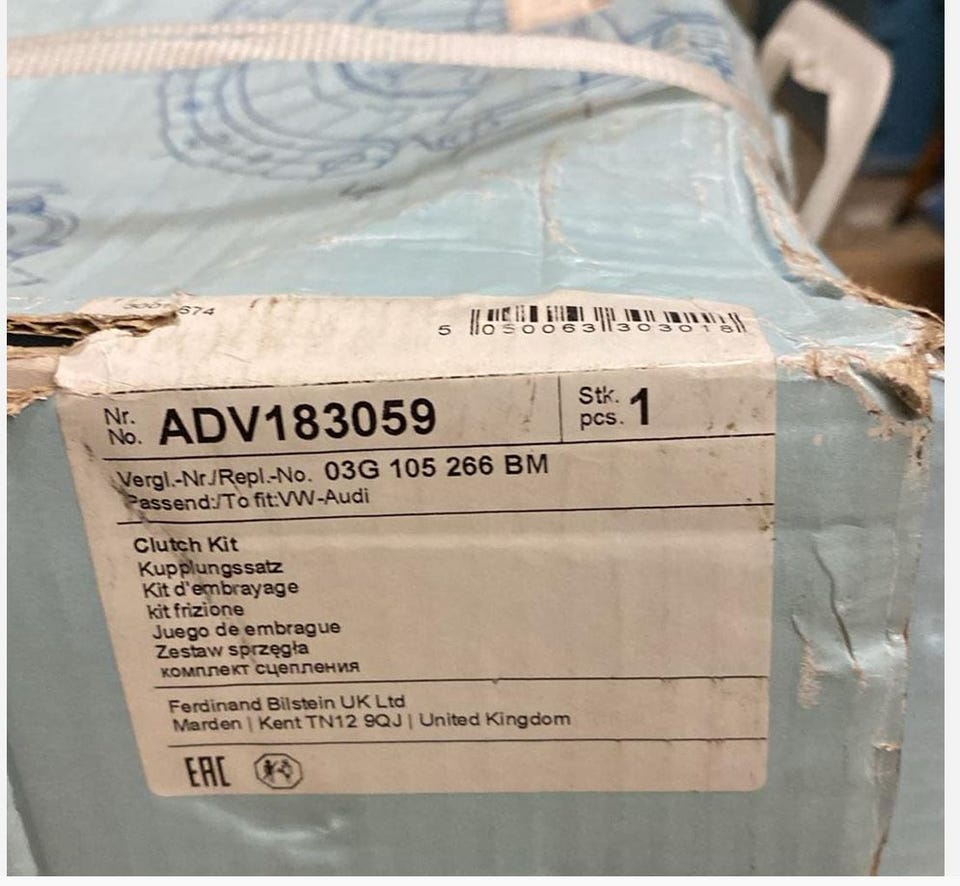 5 050063 303018
Nr. No. ADV183059 Stk. pcs. 1
Vergl.-Nr./Repl.-No. 03G 105 266 BM
Passend:/To fit:VW-Audi
Clutch Kit
Kupplungssatz
Kit d'embrayage
kit frizione
Juego de embrague
Zestaw sprzęgła
комплект сцепления
Ferdinand Bilstein UK Ltd
Marden | Kent TN12 9QJ | United Kingdom
EAC